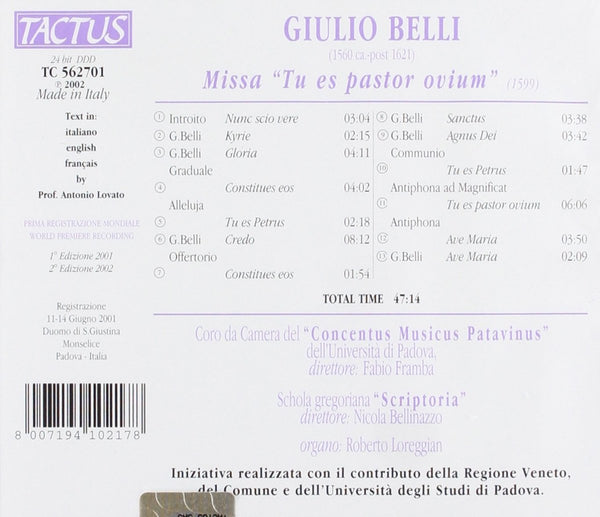 TACTUS
24 bit DDD
TC 562701
℗ 2002
Made in Italy
Text in:
italiano
english
français
by
Prof. Antonio Lovato
PRIMA REGISTRAZIONE MONDIALE
WORLD PREMIERE RECORDING
1ª Edizione 2001
2ª Edizione 2002
Registrazione
11-14 Giugno 2001
Duomo di S.Giustina
Monselice
Padova - Italia
8 007194 102178
GIULIO BELLI
(1560 ca.-post 1621)
Missa "Tu es pastor ovium" (1599)
① Introito Nunc scio vere 03:04
② G.Belli Kyrie 02:15
③ G.Belli Gloria 04:11
Graduale
④ Constitues eos 04:02
Alleluja
⑤ Tu es Petrus 02:18
⑥ G.Belli Credo 08:12
Offertorio
⑦ Constitues eos 01:54
⑧ G.Belli Sanctus 03:38
⑨ G.Belli Agnus Dei 03:42
Communio
⑩ Tu es Petrus 01:47
Antiphona ad Magnificat
⑪ Tu es pastor ovium 06:06
Antiphona
⑫ Ave Maria 03:50
⑬ G.Belli Ave Maria 02:09
TOTAL TIME 47:14
Coro da Camera del "Concentus Musicus Patavinus"
dell'Università di Padova,
direttore: Fabio Framba
Schola gregoriana "Scriptoria"
direttore: Nicola Bellinazzo
organo: Roberto Loreggian
Iniziativa realizzata con il contributo della Regione Veneto,
del Comune e dell'Università degli Studi di Padova.